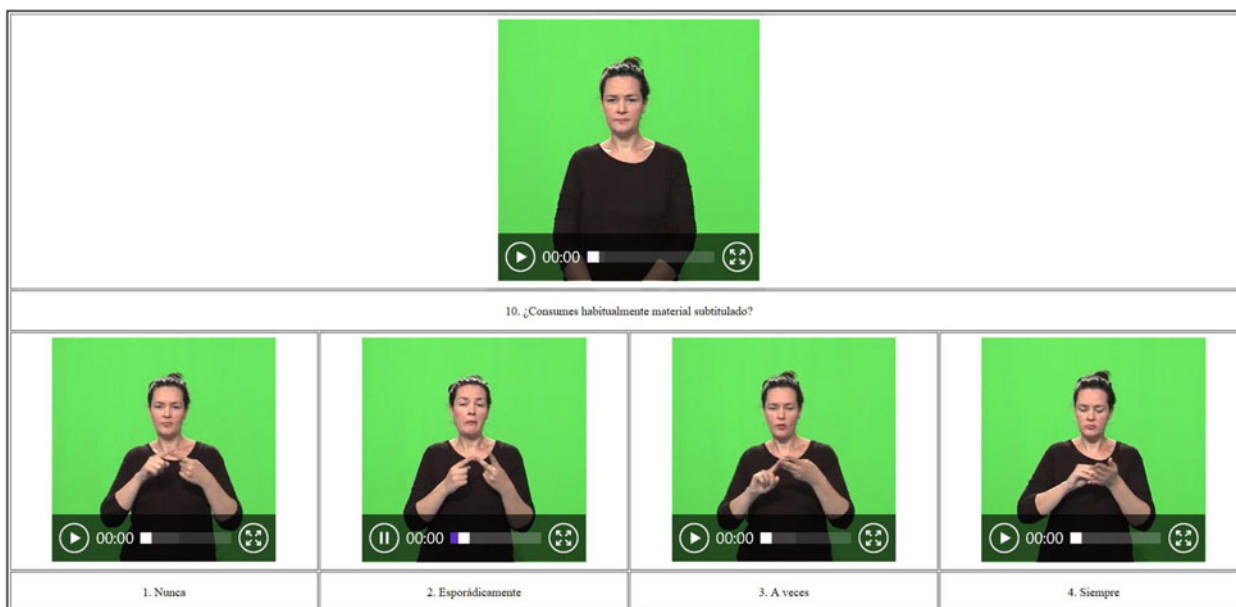 00:00
10. ¿Consumes habitualmente material subtitulado?
00:00
00:00
00:00
00:00
1. Nunca
2. Esporádicamente
3. A veces
4. Siempre